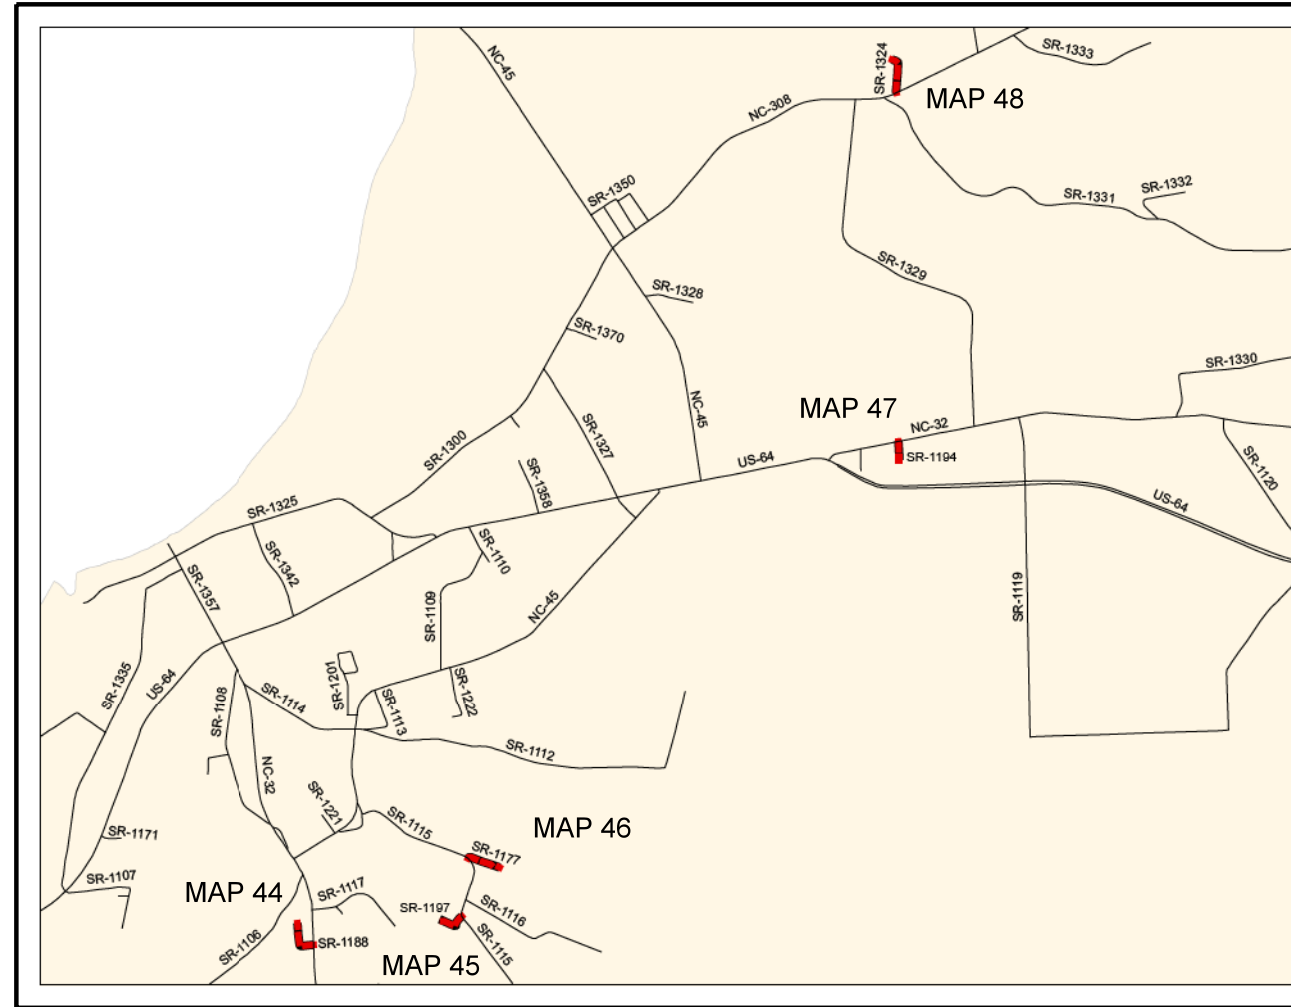 NC-45
SR-1324
SR-1333
MAP 48
NC-308
SR-1350
SR-1331
SR-1332
SR-1329
SR-1328
SR-1370
SR-1330
MAP 47
NC-45
NC-32
SR-1194
SR-1327
SR-1300
US-64
SR-1358
SR-1120
US-64
SR-1325
SR-1342
SR-1110
SR-1357
SR-1109
NC-45
SR-1119
SR-1335
US-64
SR-1201
SR-1108
SR-1114
SR-1113
SR-1222
SR-1112
NC-32
SR-1221
SR-1115
MAP 46
SR-1171
SR-1177
SR-1107
MAP 44
SR-1117
SR-1197
SR-1116
SR-1106
SR-1188
SR-1115
MAP 45